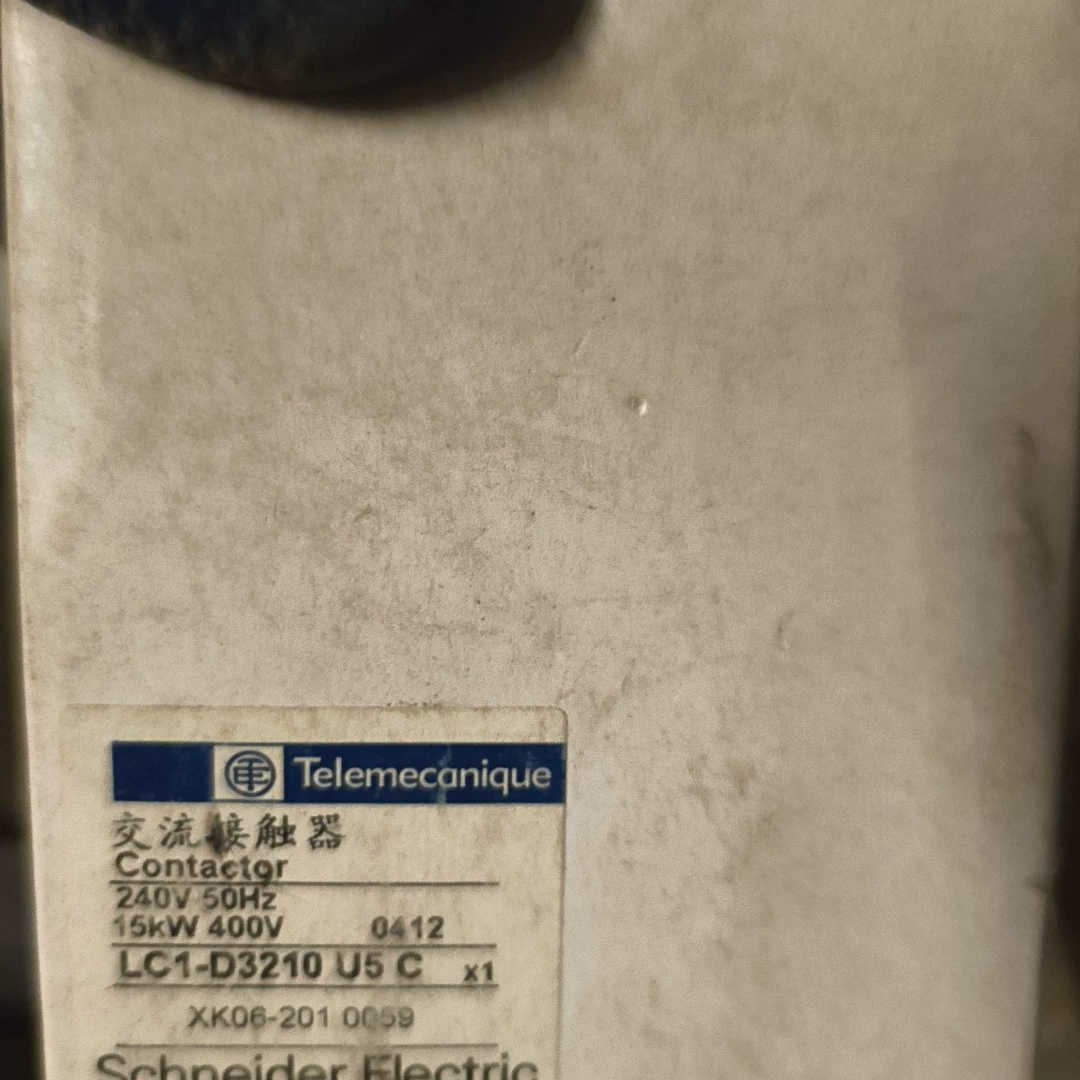 Telemecanique
交流接触器
Contactor
240V 50Hz
15kW 400V 0412
LC1-D3210 U5 C x1
XK06-201 0059
Schneider Electric